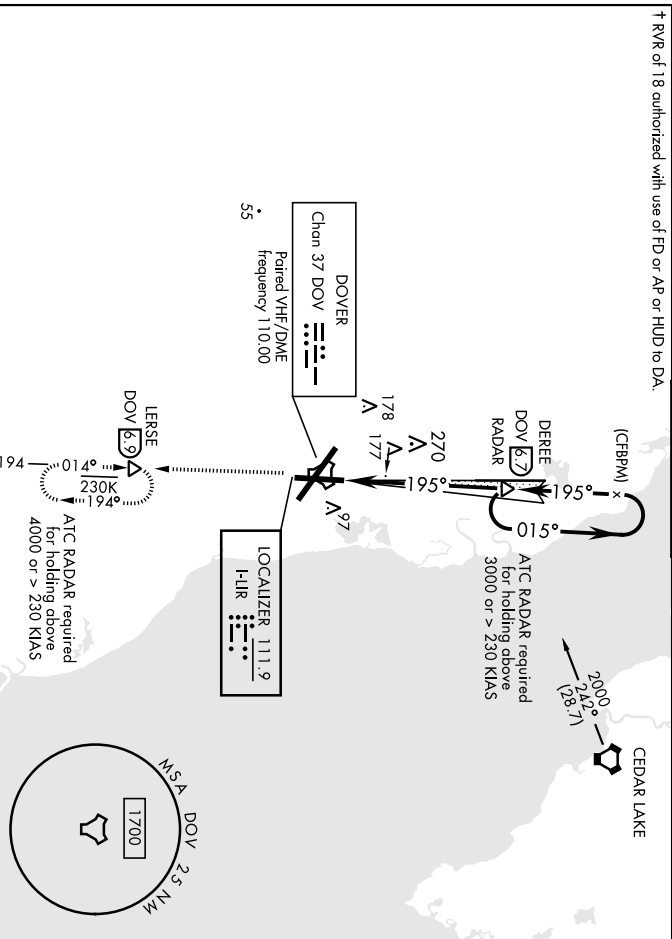 † RVR of 18 authorized with use of FD or AP or HUD to DA.
(CFBPM)
x
DEREE
DOV 6.7
RADAR
195°
015°
195°
ATC RADAR required
for holding above
3000 or > 230 KIAS
CEDAR LAKE
2000
242°
(28.7)
270
177
178
97
DOVER
Chan 37 DOV
Paired VHF/DME
frequency 110.00
55
LOCALIZER 111.9
I-LIR
LERSE
DOV 6.9
194
014°
230K
194°
ATC RADAR required
for holding above
4000 or > 230 KIAS
MSA DOV 25 NM
1700